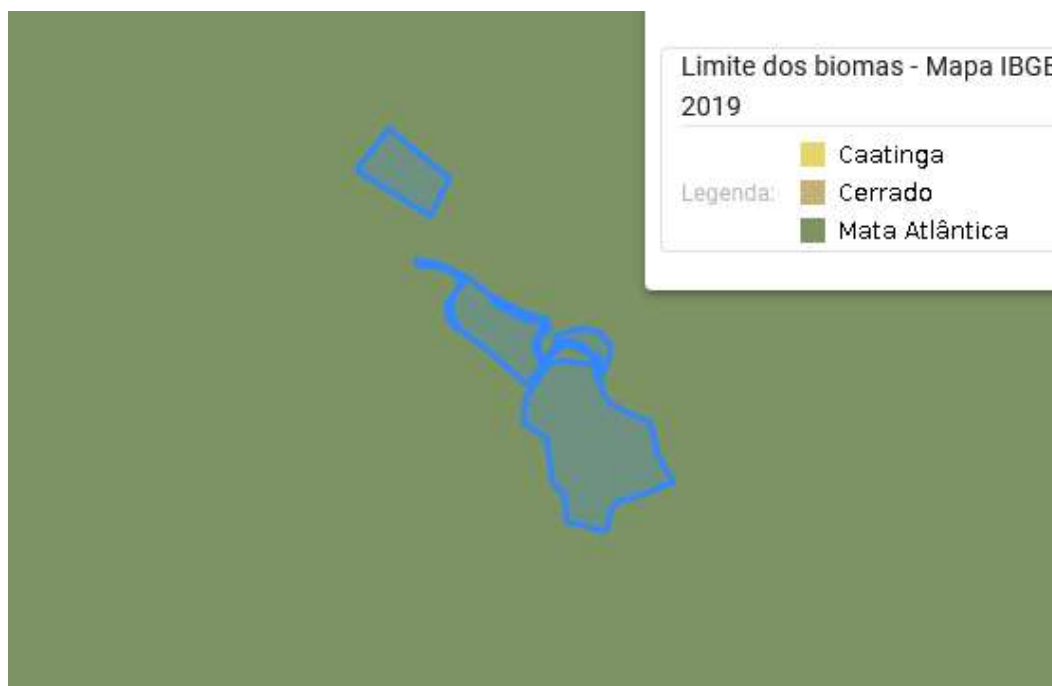 Limite dos biomas - Mapa IBGE
2019
Legenda:
Caatinga
Cerrado
Mata Atlântica